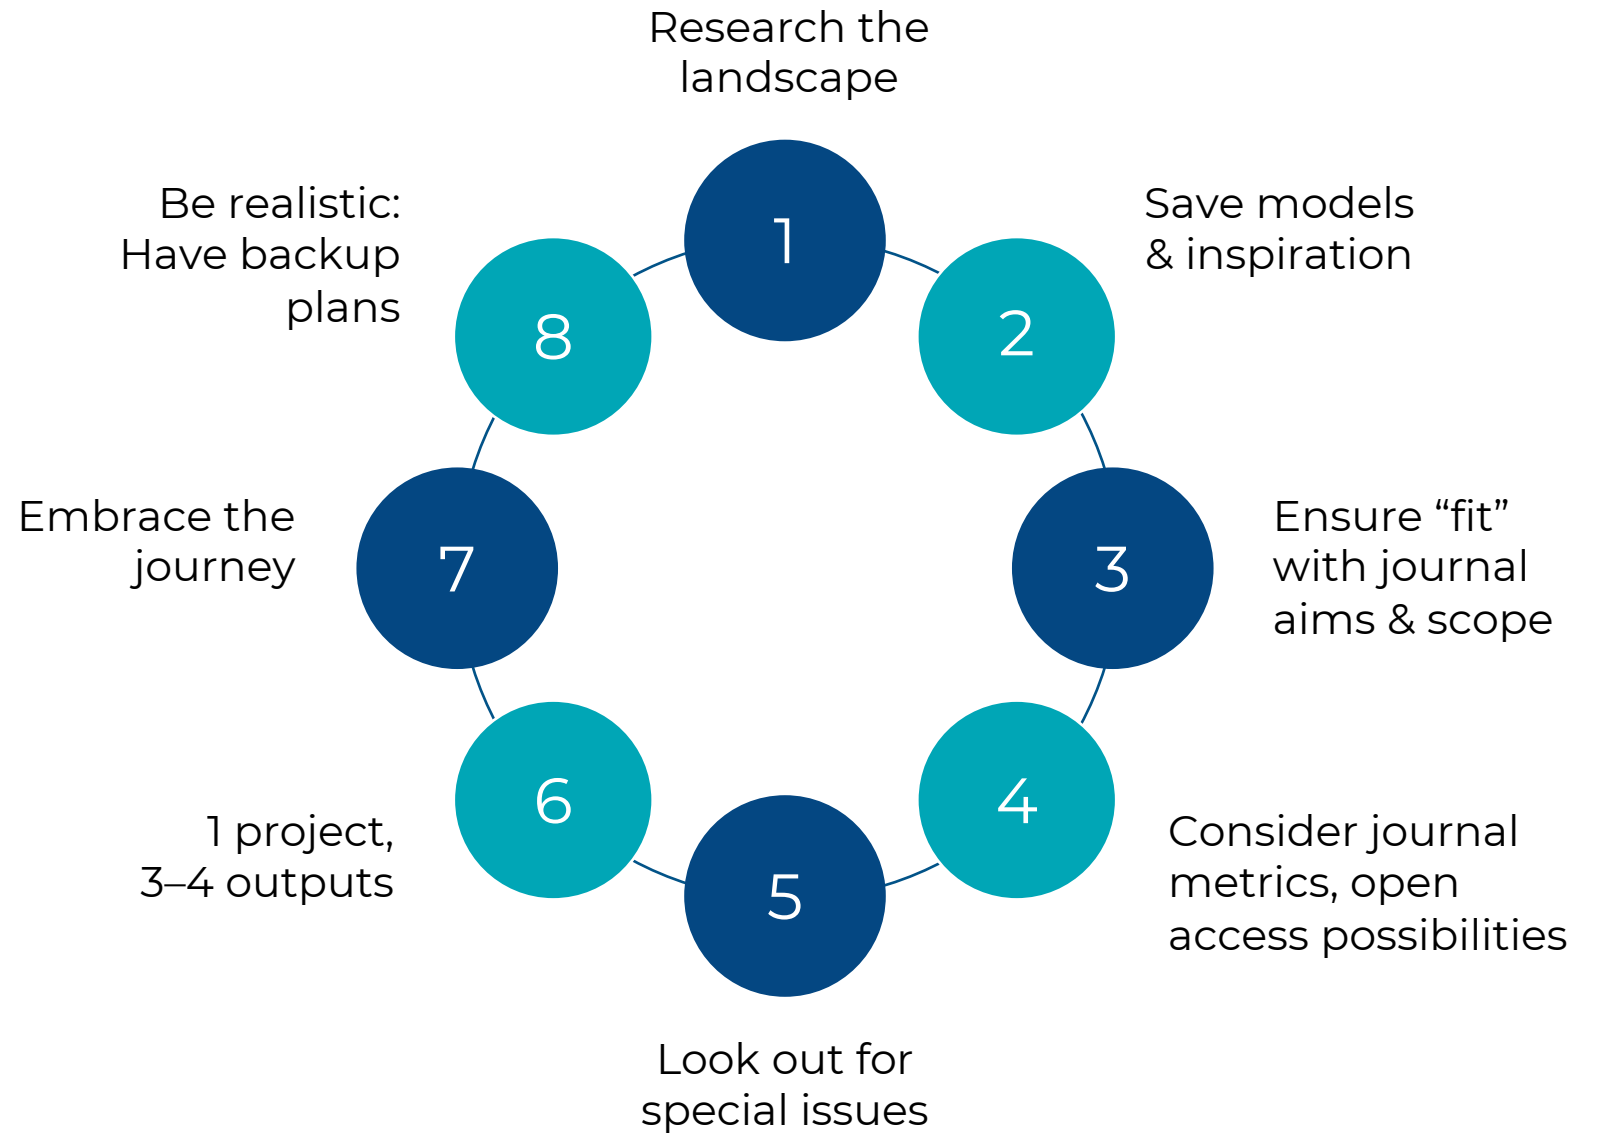 Research the
landscape
1
Save models
& inspiration
2
Ensure “fit”
with journal
aims & scope
3
Consider journal
metrics, open
access possibilities
4
Look out for
special issues
5
1 project,
3–4 outputs
6
Embrace the
journey
7
Be realistic:
Have backup
plans
8